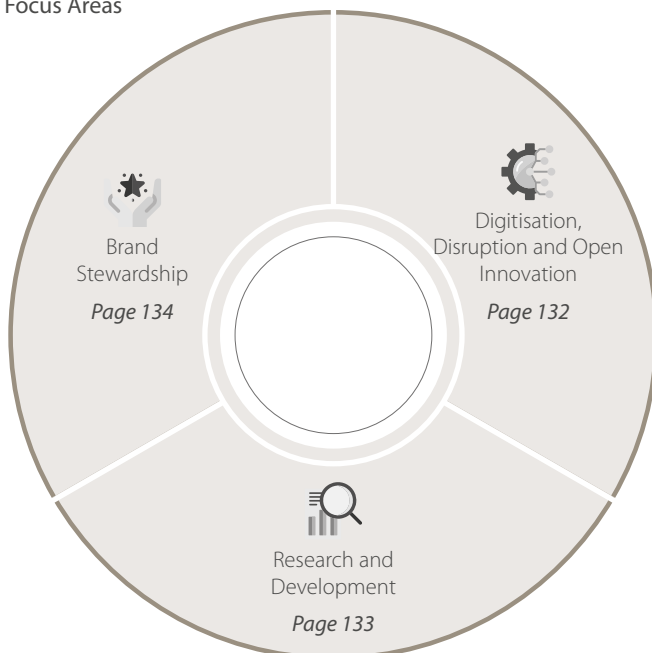 Focus Areas
Brand
Stewardship
Page 134
Digitisation,
Disruption and Open
Innovation
Page 132
Research and
Development
Page 133